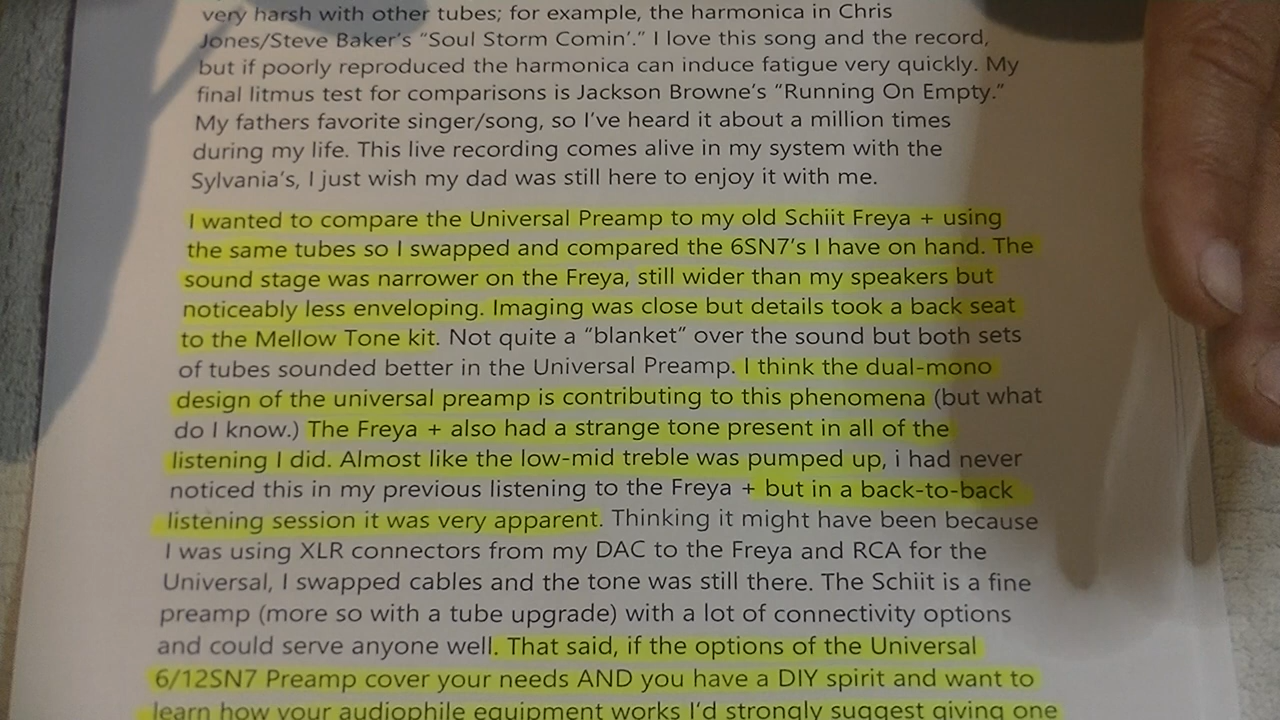 very harsh with other tubes; for example, the harmonica in Chris
Jones/Steve Baker's “Soul Storm Comin’.” I love this song and the record,
but if poorly reproduced the harmonica can induce fatigue very quickly. My
final litmus test for comparisons is Jackson Browne's “Running On Empty.”
My fathers favorite singer/song, so I've heard it about a million times
during my life. This live recording comes alive in my system with the
Sylvania's, I just wish my dad was still here to enjoy it with me.
I wanted to compare the Universal Preamp to my old Schiit Freya + using
the same tubes so I swapped and compared the 6SN7's I have on hand. The
sound stage was narrower on the Freya, still wider than my speakers but
noticeably less enveloping. Imaging was close but details took a back seat
to the Mellow Tone kit. Not quite a “blanket” over the sound but both sets
of tubes sounded better in the Universal Preamp. I think the dual-mono
design of the universal preamp is contributing to this phenomena (but what
do I know.) The Freya + also had a strange tone present in all of the
listening I did. Almost like the low-mid treble was pumped up, i had never
noticed this in my previous listening to the Freya + but in a back-to-back
listening session it was very apparent. Thinking it might have been because
I was using XLR connectors from my DAC to the Freya and RCA for the
Universal, I swapped cables and the tone was still there. The Schiit is a fine
preamp (more so with a tube upgrade) with a lot of connectivity options
and could serve anyone well. That said, if the options of the Universal
6/12SN7 Preamp cover your needs AND you have a DIY spirit and want to
learn how your audiophile equipment works I'd strongly suggest giving one